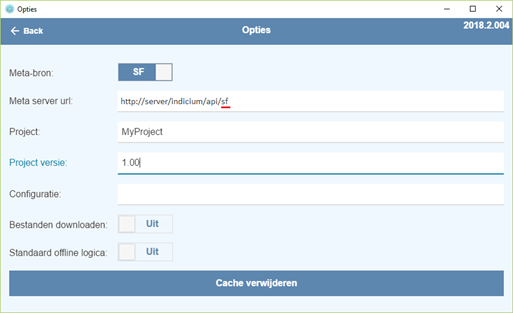 Opties
Back
Opties
2018.2.004
Meta-bron:
SF
Meta server url:
http://server/indicium/api/sf
Project:
MyProject
Project versie:
1.00
Configuratie:
Bestanden downloaden:
Uit
Standaard offline logica:
Uit
Cache verwijderen